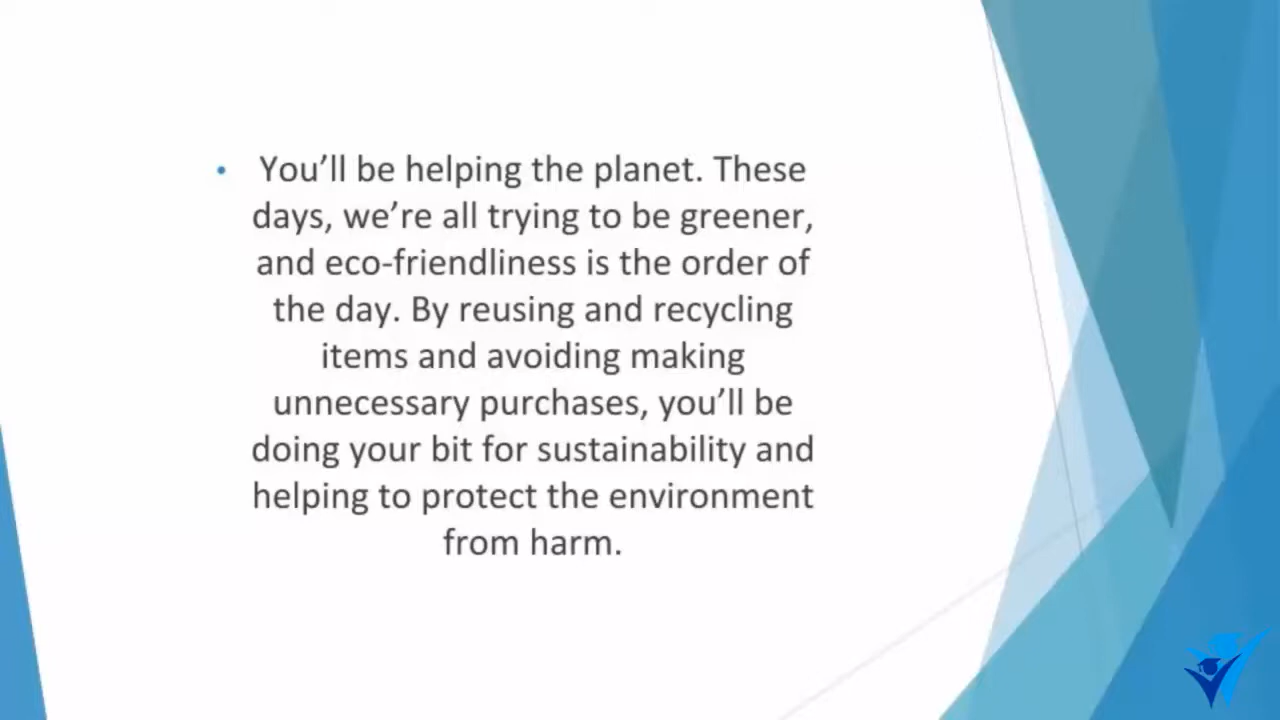 • You’ll be helping the planet. These
days, we’re all trying to be greener,
and eco-friendliness is the order of
the day. By reusing and recycling
items and avoiding making
unnecessary purchases, you’ll be
doing your bit for sustainability and
helping to protect the environment
from harm.